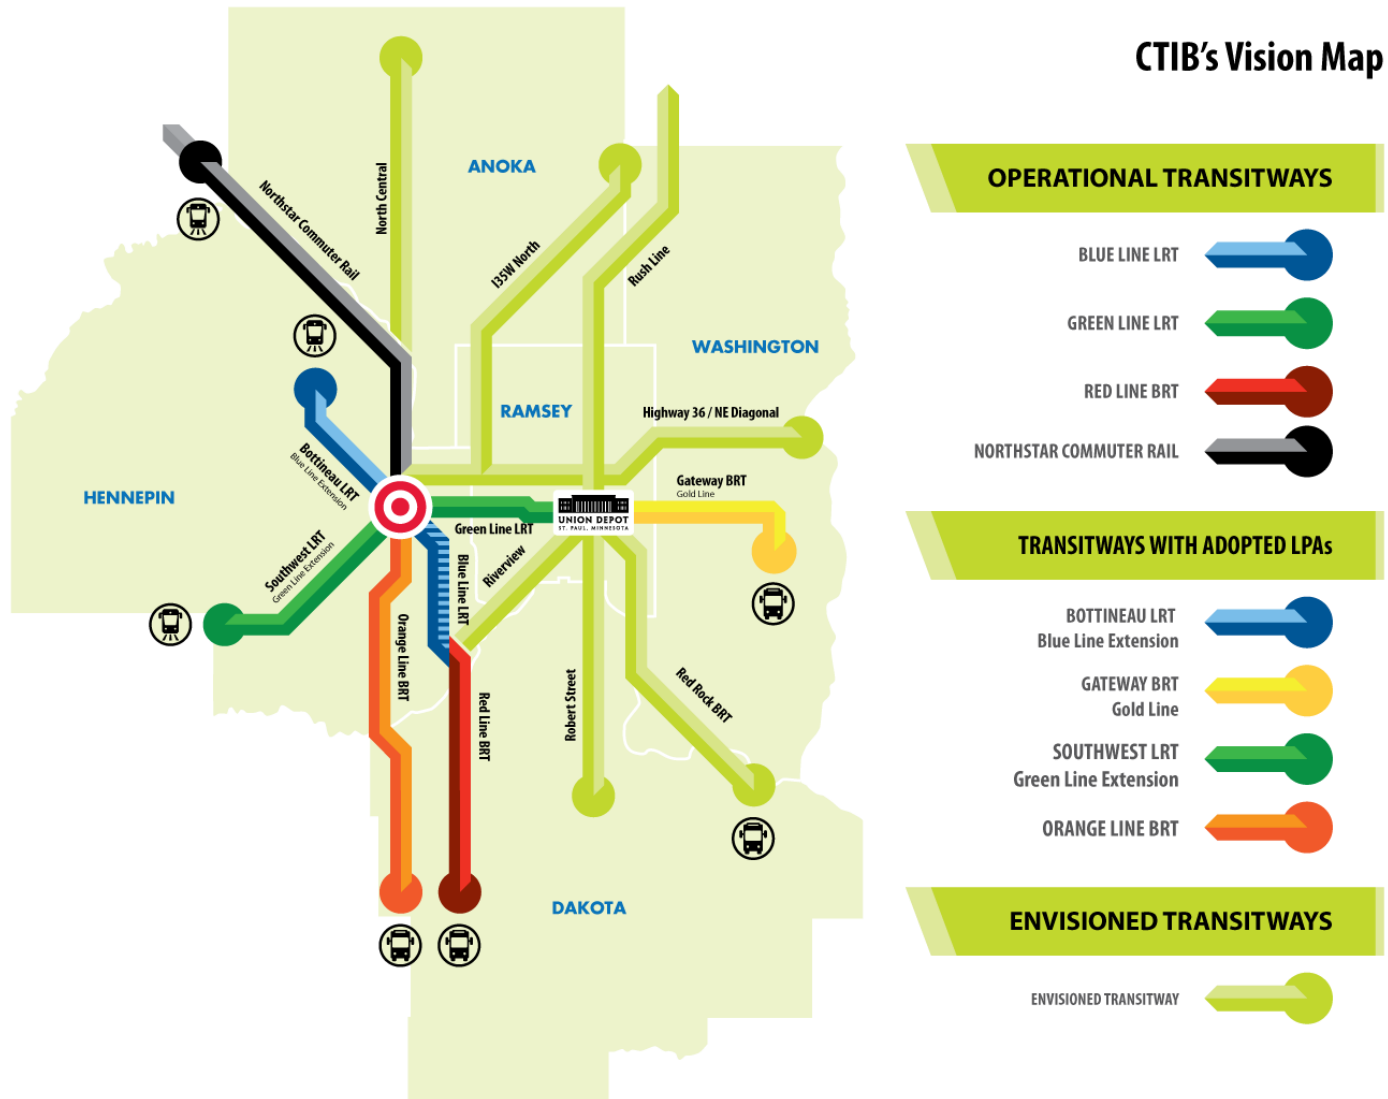 CTIB's Vision Map
North Central
ANOKA
Northstar Commuter Rail
I35W North
Rush Line
WASHINGTON
RAMSEY
Highway 36 / NE Diagonal
HENNEPIN
Bottineau LRT
Blue Line Extension
Gateway BRT
Gold Line
UNION DEPOT
ST. PAUL, MINNESOTA
Green Line LRT
Southwest LRT
Green Line Extension
Blue Line LRT
Riverview
Orange Line BRT
Red Line BRT
Robert Street
Red Rock BRT
DAKOTA
OPERATIONAL TRANSITWAYS
BLUE LINE LRT
GREEN LINE LRT
RED LINE BRT
NORTHSTAR COMMUTER RAIL
TRANSITWAYS WITH ADOPTED LPAs
BOTTINEAU LRT
Blue Line Extension
GATEWAY BRT
Gold Line
SOUTHWEST LRT
Green Line Extension
ORANGE LINE BRT
ENVISIONED TRANSITWAYS
ENVISIONED TRANSITWAY